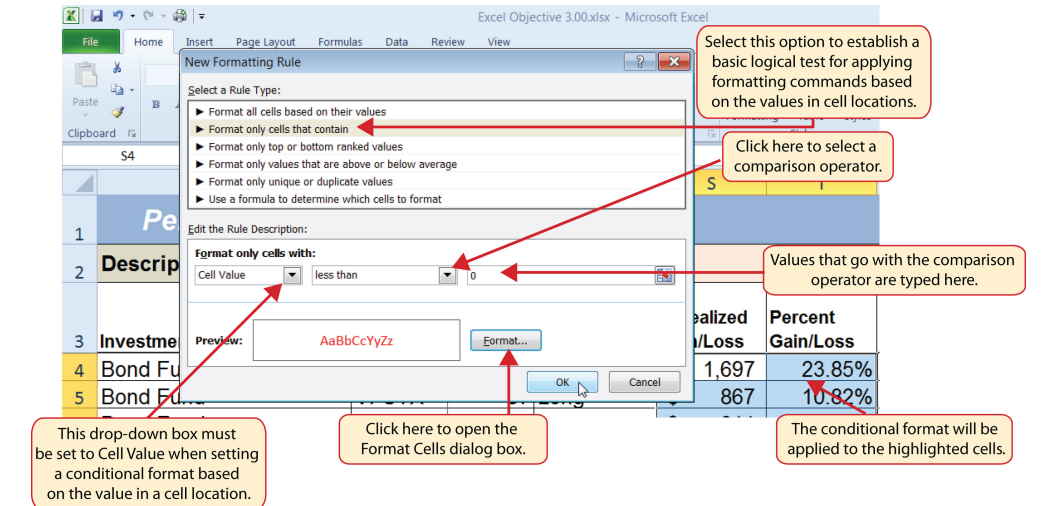 Excel Objective 3.00.xlsx - Microsoft Excel
File Home Insert Page Layout Formulas Data Review View
Select this option to establish a
basic logical test for applying
formatting commands based
on the values in cell locations.
New Formatting Rule
Select a Rule Type:
► Format all cells based on their values
► Format only cells that contain
► Format only top or bottom ranked values
► Format only values that are above or below average
► Format only unique or duplicate values
► Use a formula to determine which cells to format
Paste
B
Clipboard
Click here to select a
comparison operator.
S4
S
1 Pe
Edit the Rule Description:
Format only cells with:
2 Descrip
Cell Value less than 0
Values that go with the comparison
operator are typed here.
Percent
3 Investme /Loss Gain/Loss
Preview: AaBbCcYyZz Format...
4 Bond Fu 1,697 23.85%
OK Cancel
5 Bond Fund 867 10.82%
This drop-down box must
be set to Cell Value when setting
a conditional format based
on the value in a cell location.
Click here to open the
Format Cells dialog box.
The conditional format will be
applied to the highlighted cells.